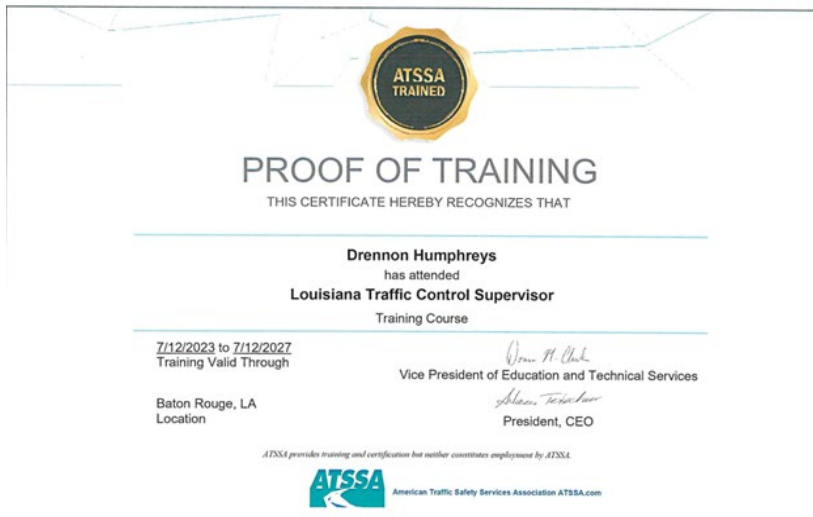 ATSSA
TRAINED
PROOF OF TRAINING
THIS CERTIFICATE HEREBY RECOGNIZES THAT
Drennon Humphreys
has attended
Louisiana Traffic Control Supervisor
Training Course
7/12/2023 to 7/12/2027
Training Valid Through
Vice President of Education and Technical Services
Baton Rouge, LA
Location
President, CEO
ATSSA provides training and certification but neither constitutes employment by ATSSA.
ATSSA
American Traffic Safety Services Association ATSSA.com